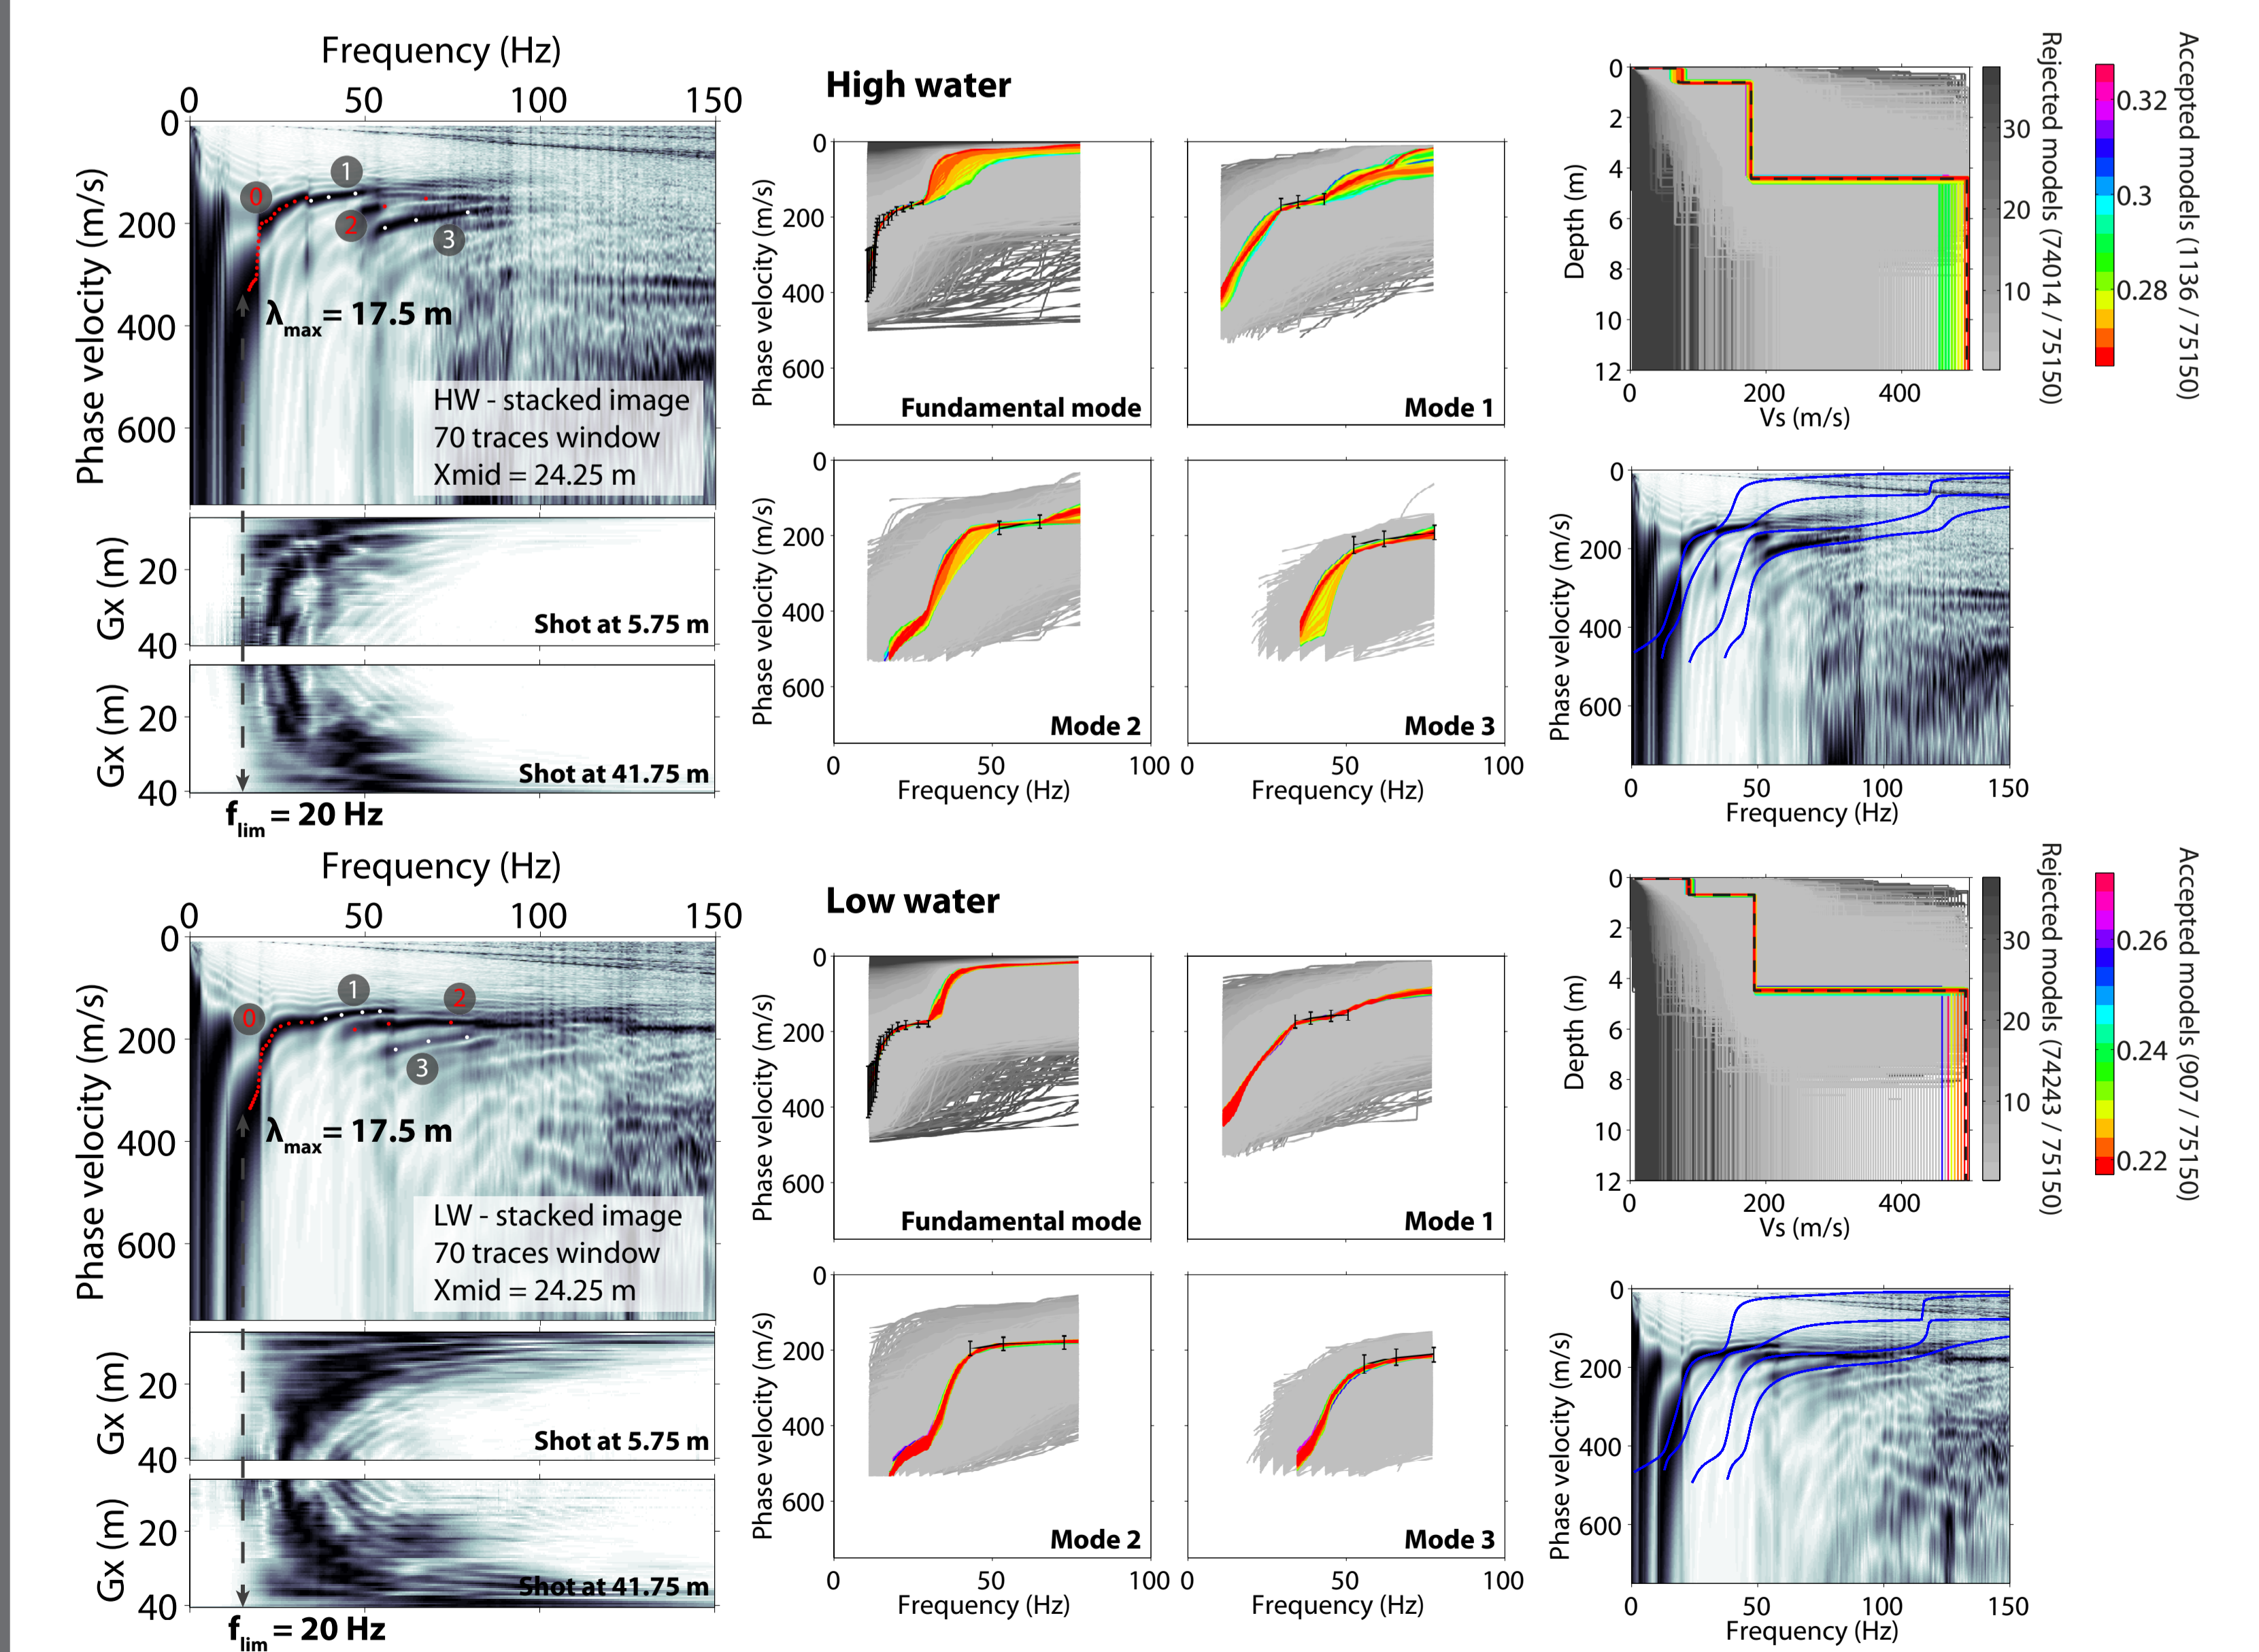 Frequency (Hz)
0 50 100 150
Phase velocity (m/s)
0
200
400
600
0
1
2
3
λmax= 17.5 m
HW - stacked image
70 traces window
Xmid = 24.25 m
Gx (m)
20
40
Shot at 5.75 m
Gx (m)
20
40
Shot at 41.75 m
flim = 20 Hz
High water
Phase velocity (m/s)
0
200
400
600
Fundamental mode
Mode 1
Phase velocity (m/s)
0
200
400
600
Mode 2
Mode 3
0 50 100
0 50 100
Frequency (Hz)
Frequency (Hz)
Depth (m)
0
2
4
6
8
10
12
0 200 400
Vs (m/s)
30
20
10
Rejected models (74014 / 75150)
0.32
0.3
0.28
Accepted models (1136 / 75150)
Phase velocity (m/s)
0
200
400
600
0 50 100 150
Frequency (Hz)
Frequency (Hz)
0 50 100 150
Phase velocity (m/s)
0
200
400
600
0
1
2
3
λmax= 17.5 m
LW - stacked image
70 traces window
Xmid = 24.25 m
Gx (m)
20
40
Shot at 5.75 m
Gx (m)
20
40
Shot at 41.75 m
flim = 20 Hz
Low water
Phase velocity (m/s)
0
200
400
600
Fundamental mode
Mode 1
Phase velocity (m/s)
0
200
400
600
Mode 2
Mode 3
0 50 100
0 50 100
Frequency (Hz)
Frequency (Hz)
Depth (m)
0
2
4
6
8
10
12
0 200 400
Vs (m/s)
30
20
10
Rejected models (74243 / 75150)
0.26
0.24
0.22
Accepted models (907 / 75150)
Phase velocity (m/s)
0
200
400
600
0 50 100 150
Frequency (Hz)